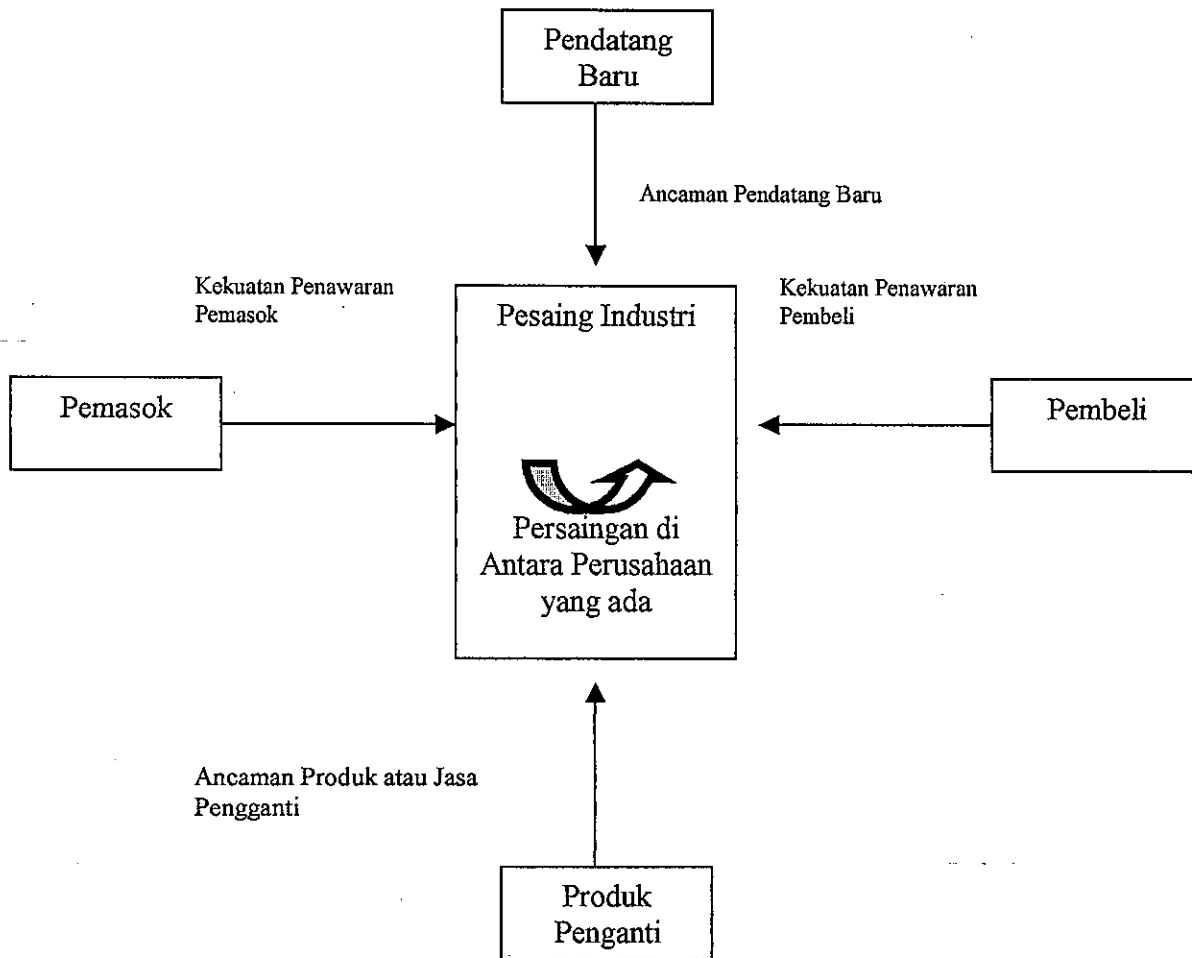 Pendatang
Baru
Ancaman Pendatang Baru
Kekuatan Penawaran
Pemasok
Pesaing Industri
Kekuatan Penawaran
Pembeli
Pemasok
Pembeli
Persaingan di
Antara Perusahaan
yang ada
Ancaman Produk atau Jasa
Pengganti
Produk
Penganti